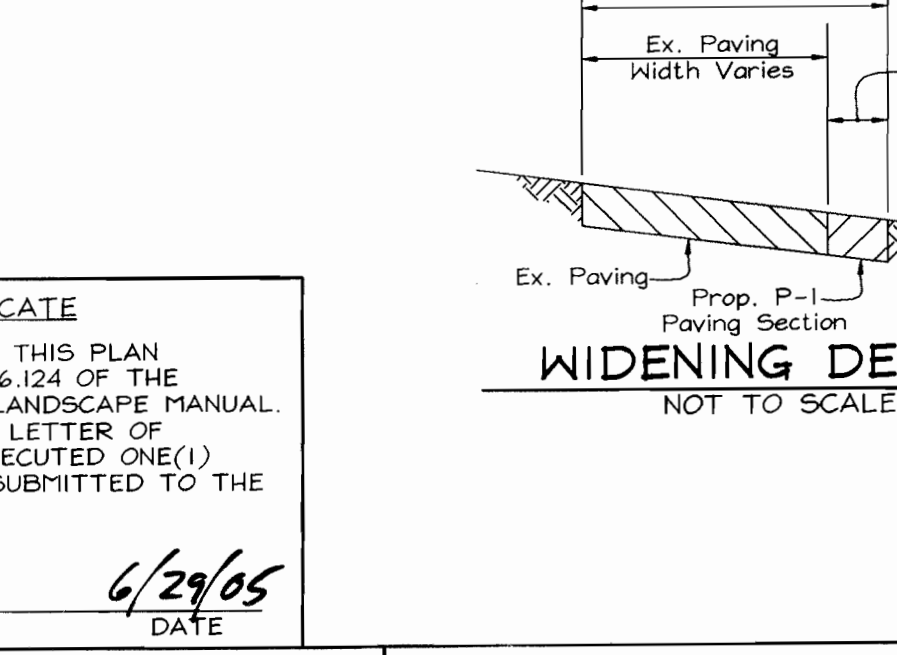 Ex. Paving
Width Varies
Ex. Paving
Prop. P-1
Paving Section
WIDENING DE
NOT TO SCALE
CATE
THIS PLAN
6.124 OF THE
LANDSCAPE MANUAL.
LETTER OF
ECUTED ONE(1)
SUBMITTED TO THE
6/29/05
DATE